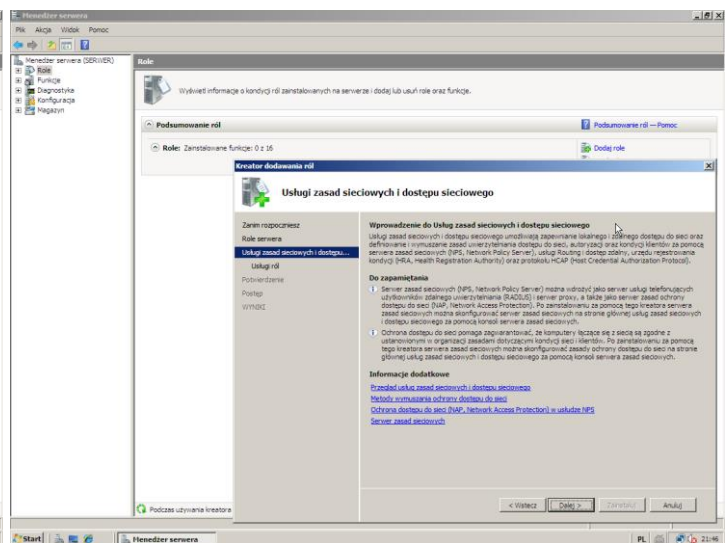 Menedżer serwera
Plik Akcja Widok Pomoc
Menedżer serwera (SERWER)
Role
Funkcje
Diagnostyka
Konfiguracja
Magazyn
Role
Wyświetl informacje o kondycji ról zainstalowanych na serwerze i dodaj lub usuń role oraz funkcje.
Podsumowanie ról
Podsumowanie ról — Pomoc
Role: Zainstalowane funkcje: 0 z 16
Dodaj role
Kreator dodawania ról
Usługi zasad sieciowych i dostępu sieciowego
Zanim rozpoczniesz
Role serwera
Usługi zasad sieciowych i dostępu...
Usługi ról
Potwierdzenie
Postęp
WYNIKI
Wprowadzenie do Usług zasad sieciowych i dostępu sieciowego
Usługi zasad sieciowych i dostępu sieciowego umożliwiają zapewnianie lokalnego i zdalnego dostępu do sieci oraz
definiowanie i wymuszanie zasad uwierzytelniania dostępu do sieci, autoryzacji oraz kondycji klientów za pomocą
serwera zasad sieciowych (NPS, Network Policy Server), usługi Routing i dostęp zdalny, urzędu rejestrowania
kondycji (HRA, Health Registration Authority) oraz protokołu HCAP (Host Credential Authorization Protocol).
Do zapamiętania
Serwer zasad sieciowych (NPS, Network Policy Server) można wdrożyć jako serwer usługi telefonujących
użytkowników zdalnego uwierzytelniania (RADIUS) i serwer proxy, a także jako serwer zasad ochrony
dostępu do sieci (NAP, Network Access Protection). Po zainstalowaniu za pomocą tego kreatora serwera
zasad sieciowych można skonfigurować serwer zasad sieciowych na stronie głównej usług zasad sieciowych
i dostępu sieciowego za pomocą konsoli serwera zasad sieciowych.
Ochrona dostępu do sieci pomaga zagwarantować, że komputery łączące się z siecią są zgodne z
ustanowionymi w organizacji zasadami dotyczącymi kondycji sieci i klientów. Po zainstalowaniu za pomocą
tego kreatora serwera zasad sieciowych można skonfigurować zasady ochrony dostępu do sieci na stronie
głównej usług zasad sieciowych i dostępu sieciowego za pomocą konsoli serwera zasad sieciowych.
Informacje dodatkowe
Przegląd usług zasad sieciowych i dostępu sieciowego
Metody wymuszania ochrony dostępu do sieci
Ochrona dostępu do sieci (NAP, Network Access Protection) w usłudze NPS
Serwer zasad sieciowych
< Wstecz Dalej > Zainstaluj Anuluj
Podczas używania kreatora
Start Menedżer serwera PL 21:46